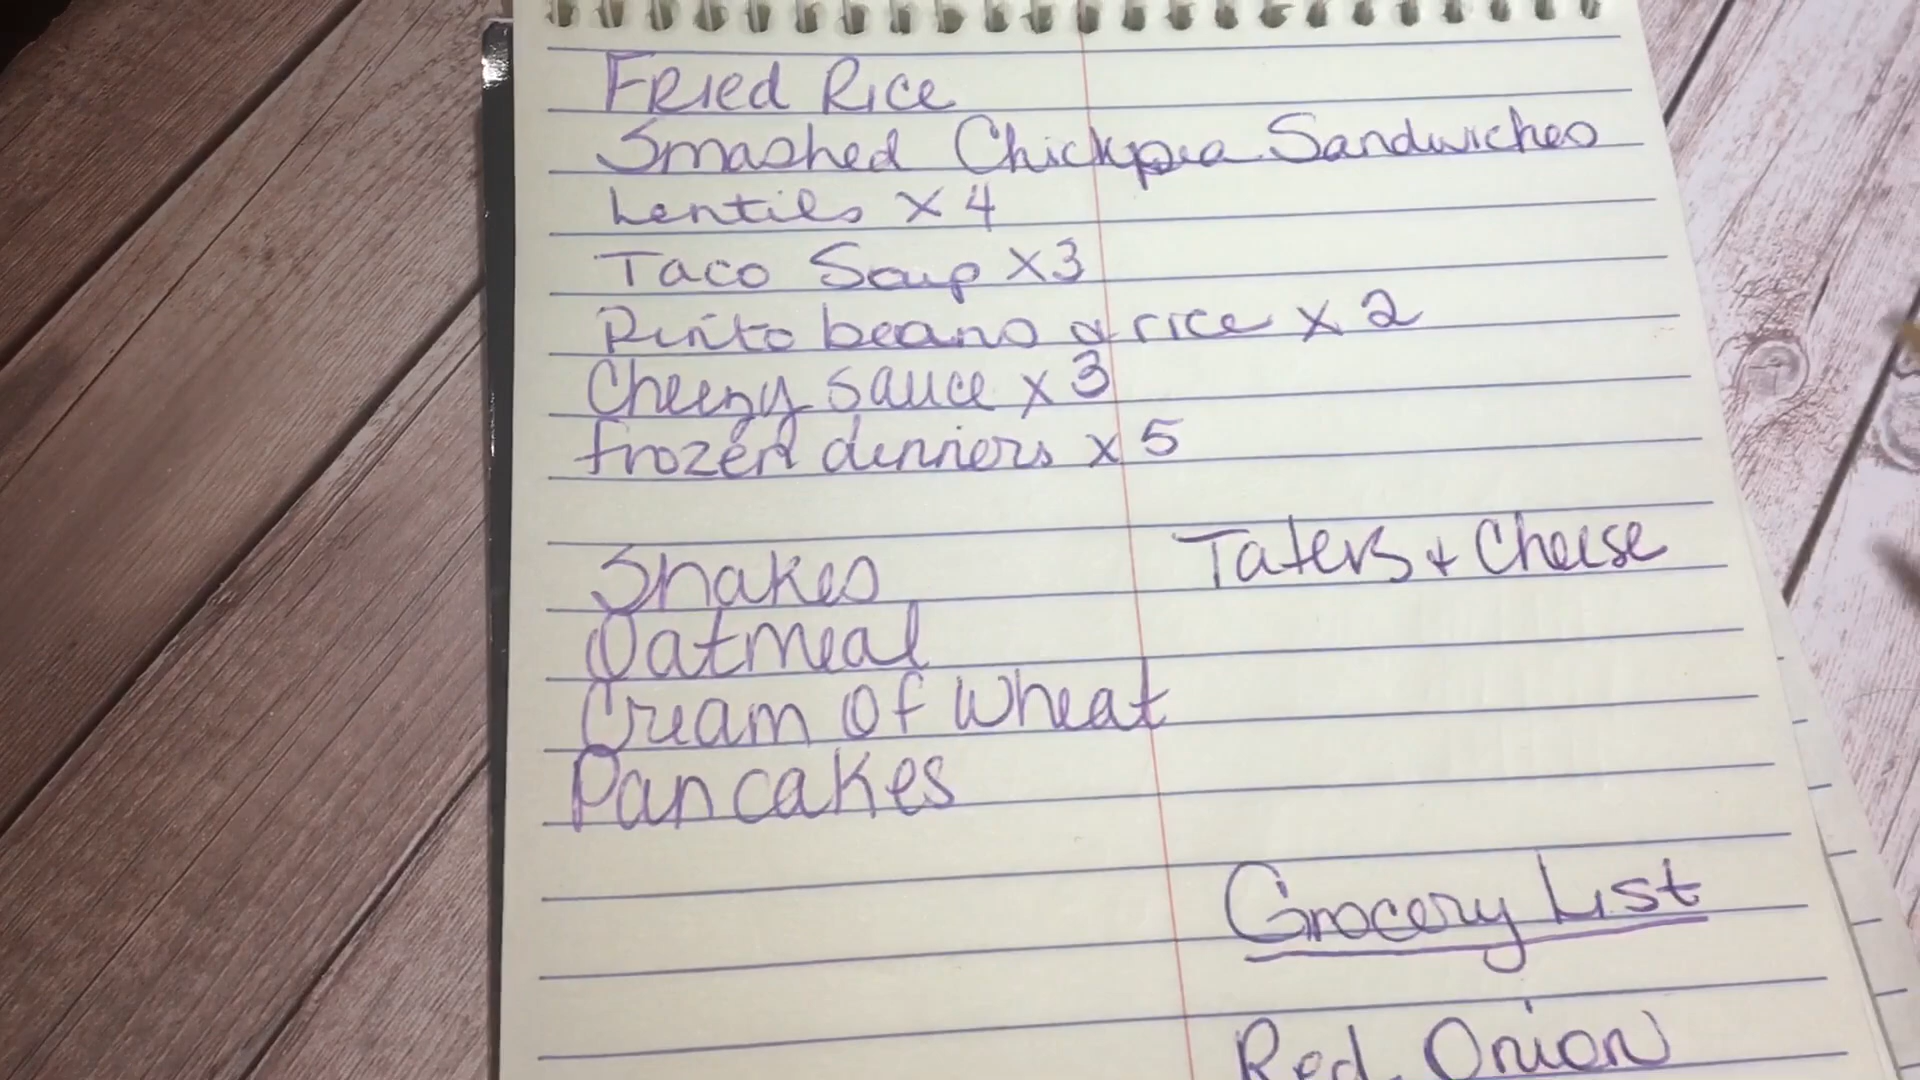 Fried Rice
Smashed Chickpea Sandwiches
Lentils x 4
Taco Soup x3
Pinto beans & rice x 2
Cheezy sauce x 3
frozen dinners x 5
Shakes
Taters + Cheese
Oatmeal
Cream Of Wheat
Pancakes
Grocery List
Red Onion